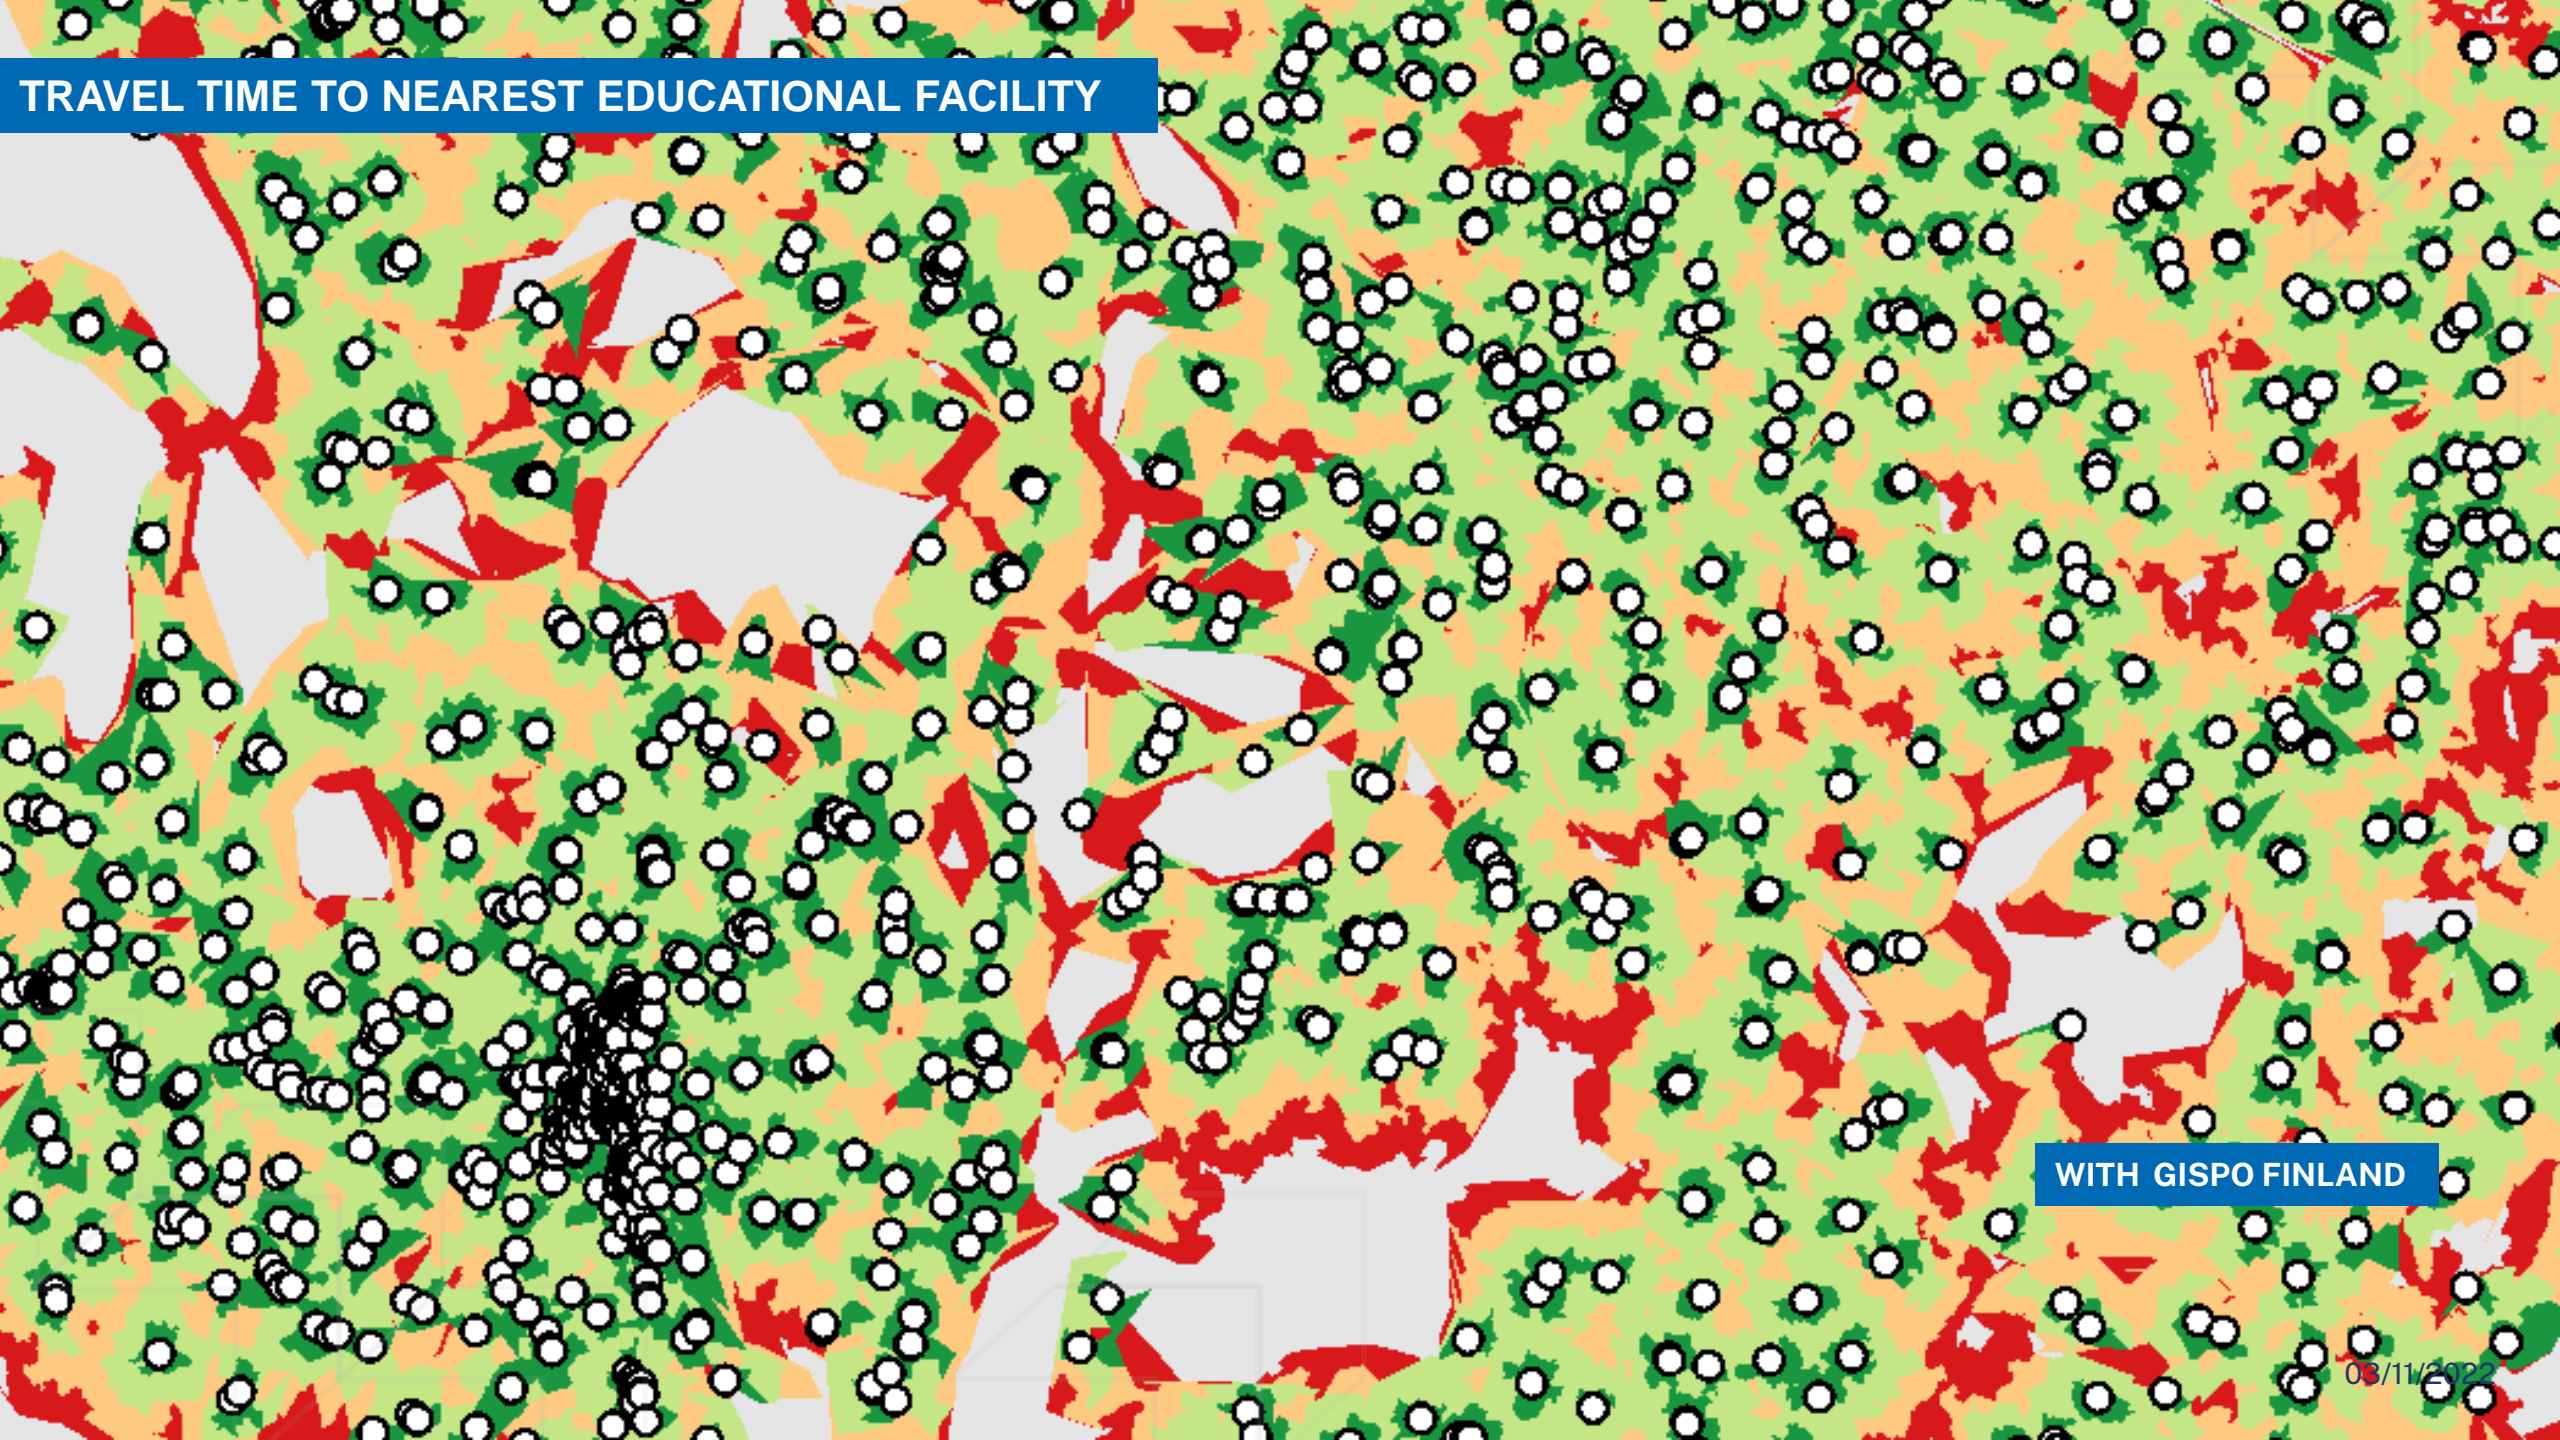 TRAVEL TIME TO NEAREST EDUCATIONAL FACILITY
WITH GISPO FINLAND
03/11/2022